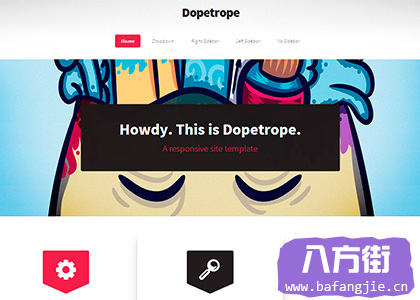 Dopetrope
Home Dropdown Right Sidebar Left Sidebar No Sidebar
Howdy. This is Dopetrope.
A responsive site template
八方街
www.bafangjie.cn